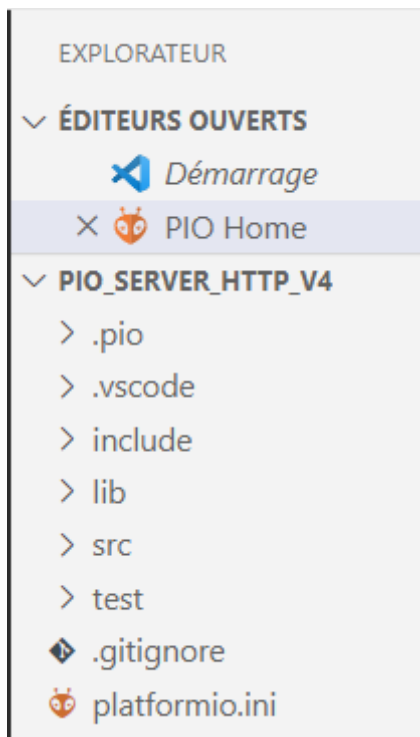 EXPLORATEUR
ÉDITEURS OUVERTS
Démarrage
PIO Home
PIO_SERVER_HTTP_V4
.pio
.vscode
include
lib
src
test
.gitignore
platformio.ini